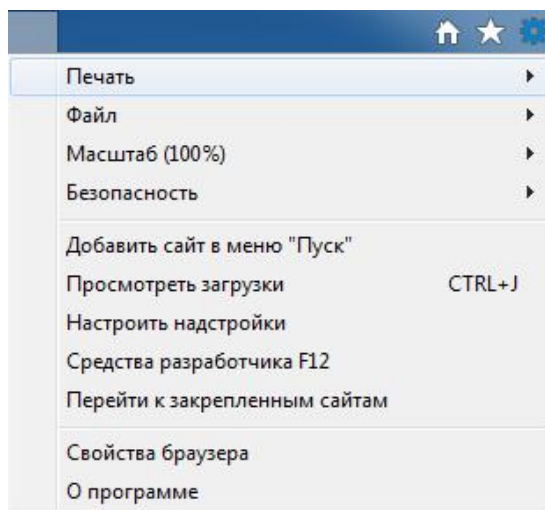 Печать
Файл
Масштаб (100%)
Безопасность
Добавить сайт в меню "Пуск"
Просмотреть загрузки CTRL+J
Настроить надстройки
Средства разработчика F12
Перейти к закрепленным сайтам
Свойства браузера
О программе